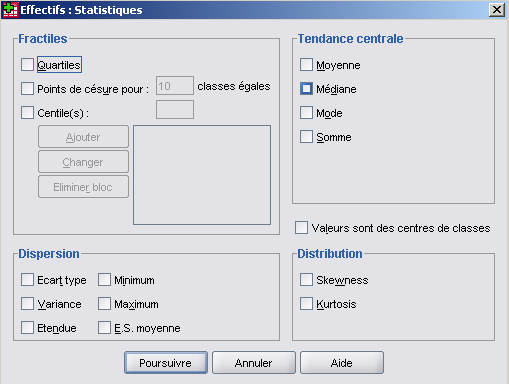 Effectifs : Statistiques
Fractiles
Quartiles
Points de césure pour : 10 classes égales
Centile(s) :
Ajouter
Changer
Eliminer bloc
Tendance centrale
Moyenne
Médiane
Mode
Somme
Valeurs sont des centres de classes
Dispersion
Ecart type
Minimum
Variance
Maximum
Etendue
E.S. moyenne
Distribution
Skewness
Kurtosis
Poursuivre
Annuler
Aide